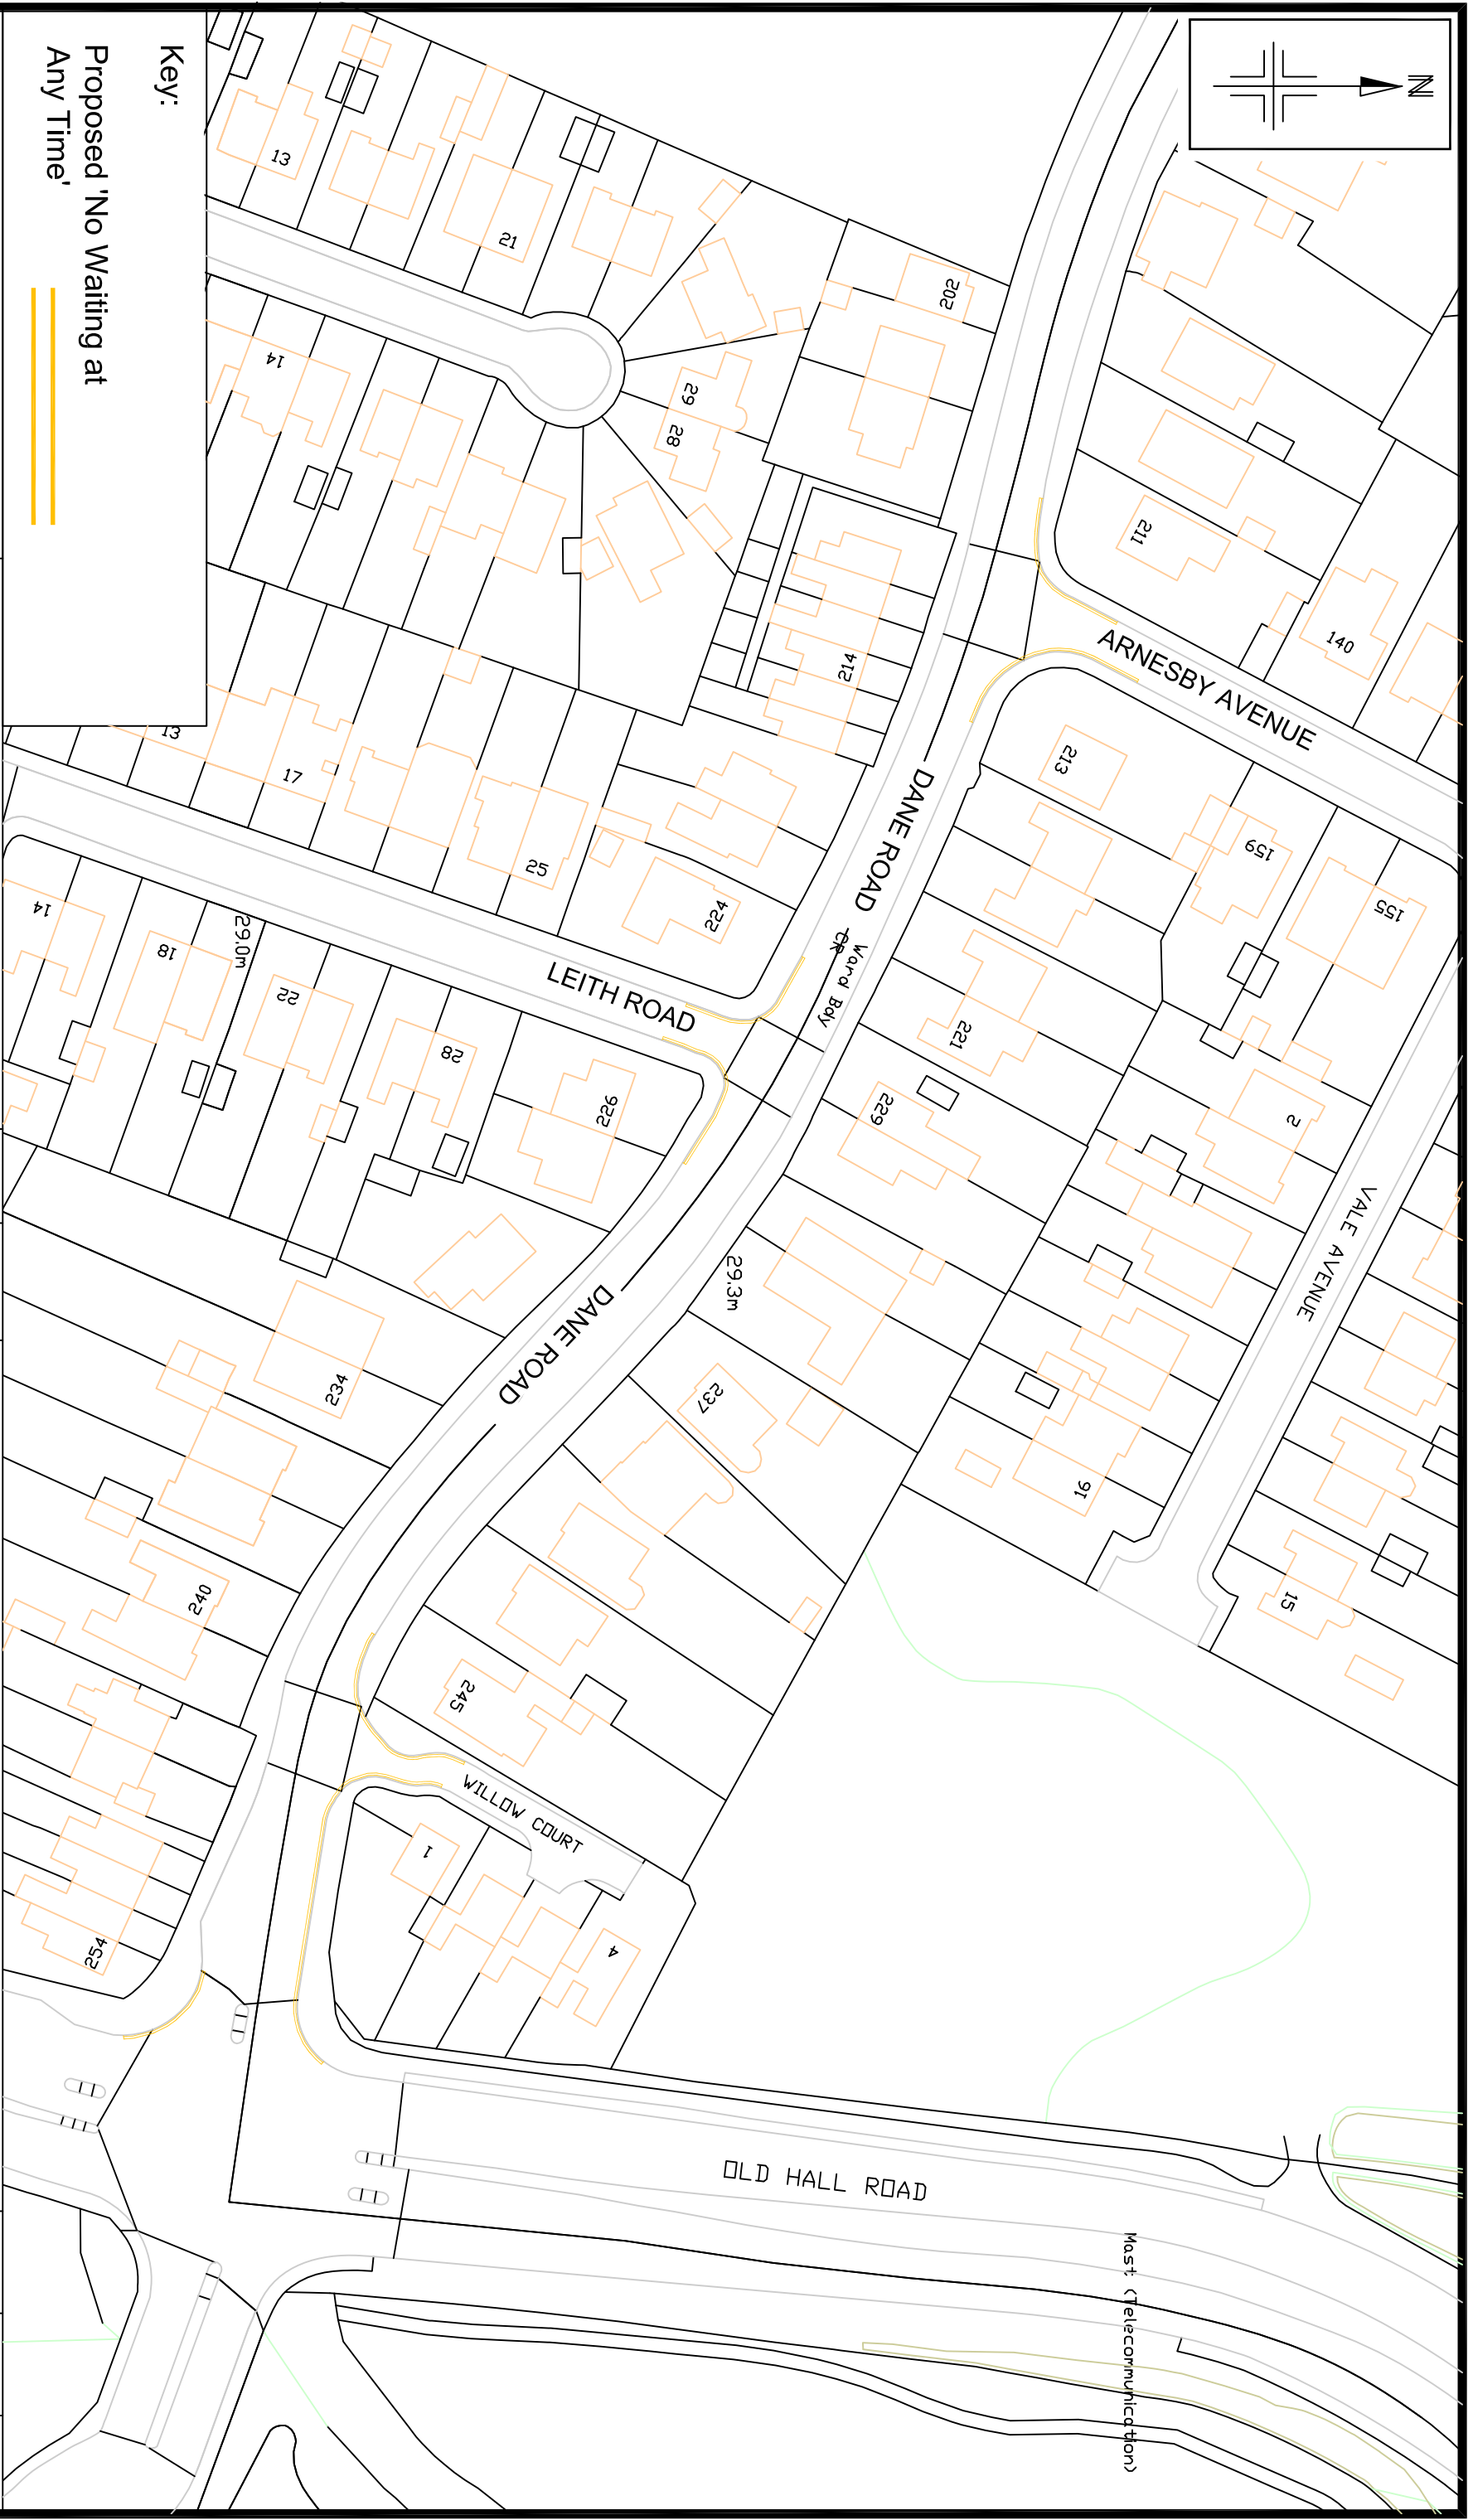 N
Key:
Proposed 'No Waiting at
Any Time'
ARNESBY AVENUE
DANE ROAD
Ward Bdy
CR
LEITH ROAD
DANE ROAD
VALE AVENUE
WILLOW COURT
OLD HALL ROAD
Mast (Telecommunication)
29.0m
29.3m
13
21
14
29
28
202
211
140
214
213
159
155
13
17
25
224
14
18
22
28
226
221
229
2
16
15
234
237
240
245
254
1
4